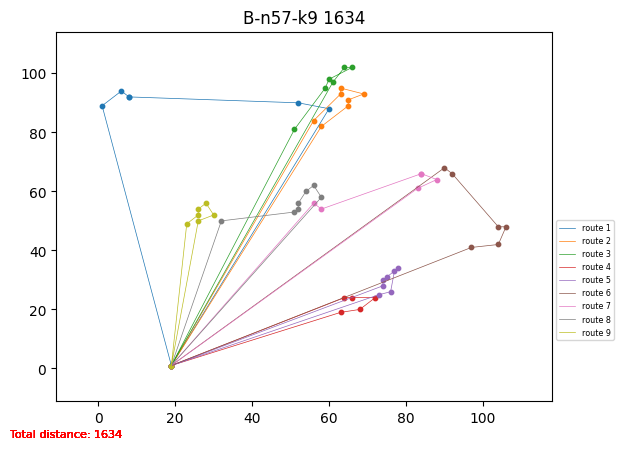 B-n57-k9 1634
100
80
60
40
20
0
0 20 40 60 80 100
route 1
route 2
route 3
route 4
route 5
route 6
route 7
route 8
route 9
Total distance: 1634